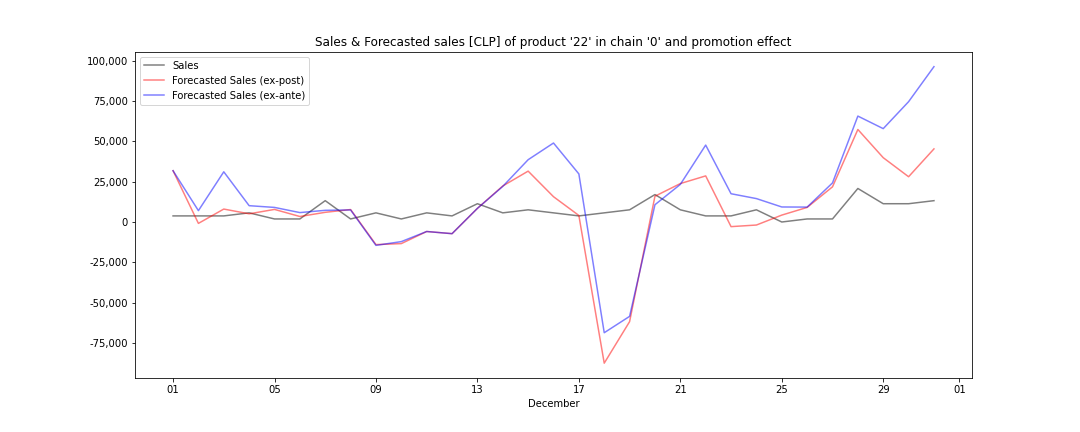 Sales & Forecasted sales [CLP] of product '22' in chain '0' and promotion effect
Sales
Forecasted Sales (ex-post)
Forecasted Sales (ex-ante)
100,000
75,000
50,000
25,000
0
-25,000
-50,000
-75,000
01 05 09 13 17 21 25 29 01
December